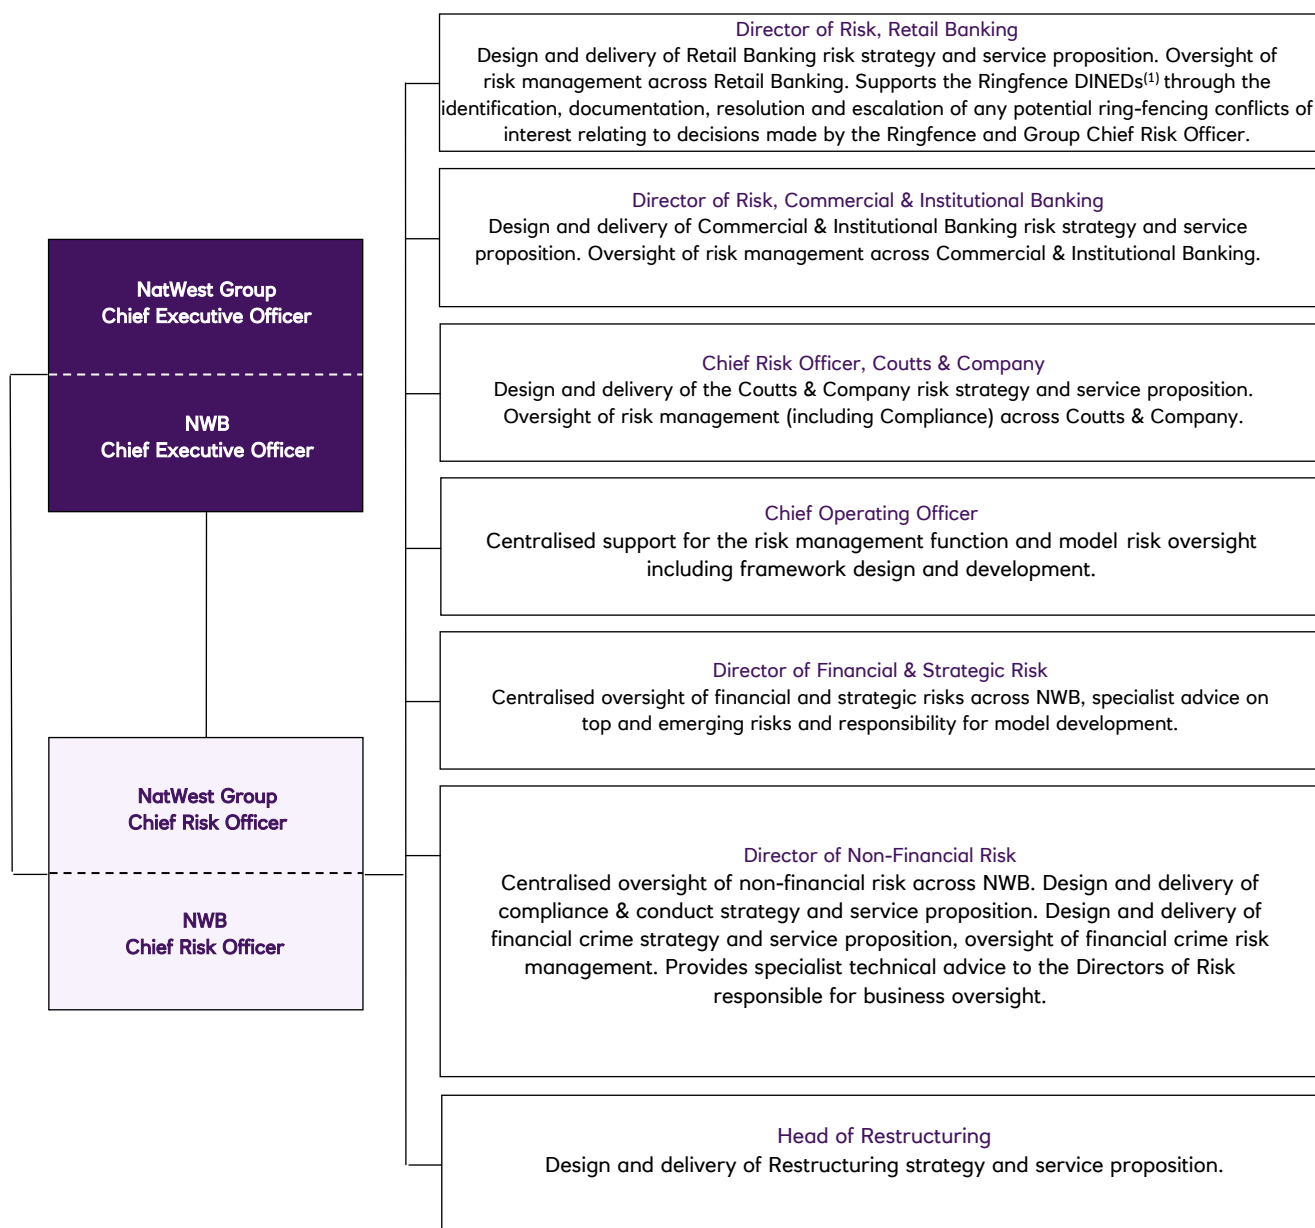 Director of Risk, Retail Banking
Design and delivery of Retail Banking risk strategy and service proposition. Oversight of
risk management across Retail Banking. Supports the Ringfence DINEDs(1) through the
identification, documentation, resolution and escalation of any potential ring-fencing conflicts of
interest relating to decisions made by the Ringfence and Group Chief Risk Officer.
Director of Risk, Commercial & Institutional Banking
Design and delivery of Commercial & Institutional Banking risk strategy and service
proposition. Oversight of risk management across Commercial & Institutional Banking.
NatWest Group
Chief Executive Officer
NWB
Chief Executive Officer
Chief Risk Officer, Coutts & Company
Design and delivery of the Coutts & Company risk strategy and service proposition.
Oversight of risk management (including Compliance) across Coutts & Company.
Chief Operating Officer
Centralised support for the risk management function and model risk oversight
including framework design and development.
Director of Financial & Strategic Risk
Centralised oversight of financial and strategic risks across NWB, specialist advice on
top and emerging risks and responsibility for model development.
NatWest Group
Chief Risk Officer
NWB
Chief Risk Officer
Director of Non-Financial Risk
Centralised oversight of non-financial risk across NWB. Design and delivery of
compliance & conduct strategy and service proposition. Design and delivery of
financial crime strategy and service proposition, oversight of financial crime risk
management. Provides specialist technical advice to the Directors of Risk
responsible for business oversight.
Head of Restructuring
Design and delivery of Restructuring strategy and service proposition.